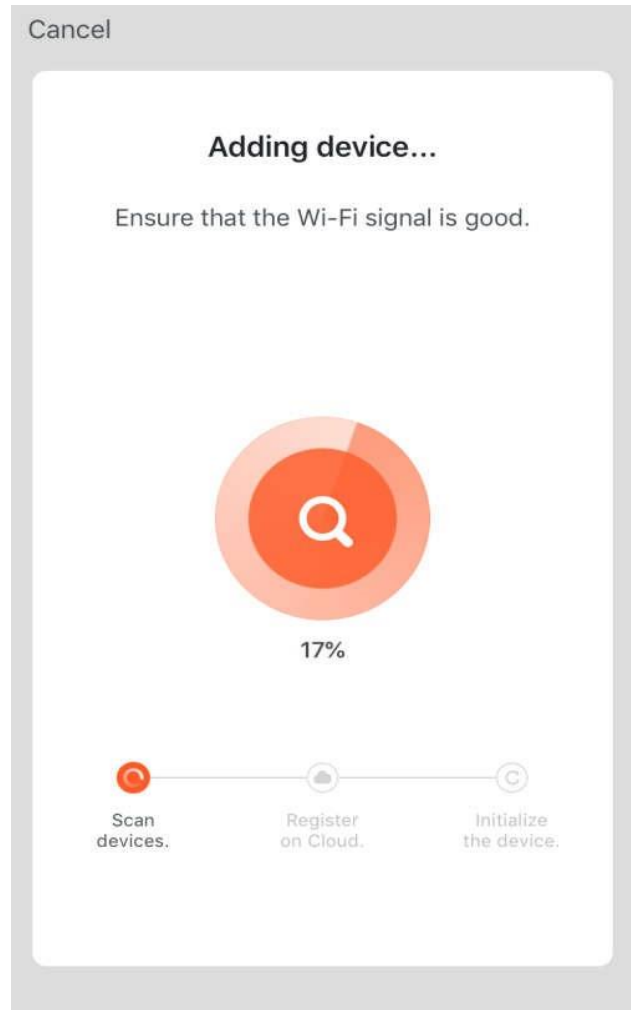 Cancel
Adding device...
Ensure that the Wi-Fi signal is good.
17%
Scan
devices.
Register
on Cloud.
Initialize
the device.